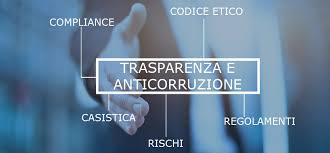 CODICE ETICO
COMPLIANCE
TRASPARENZA E
ANTICORRUZIONE
CASISTICA
REGOLAMENTI
RISCHI